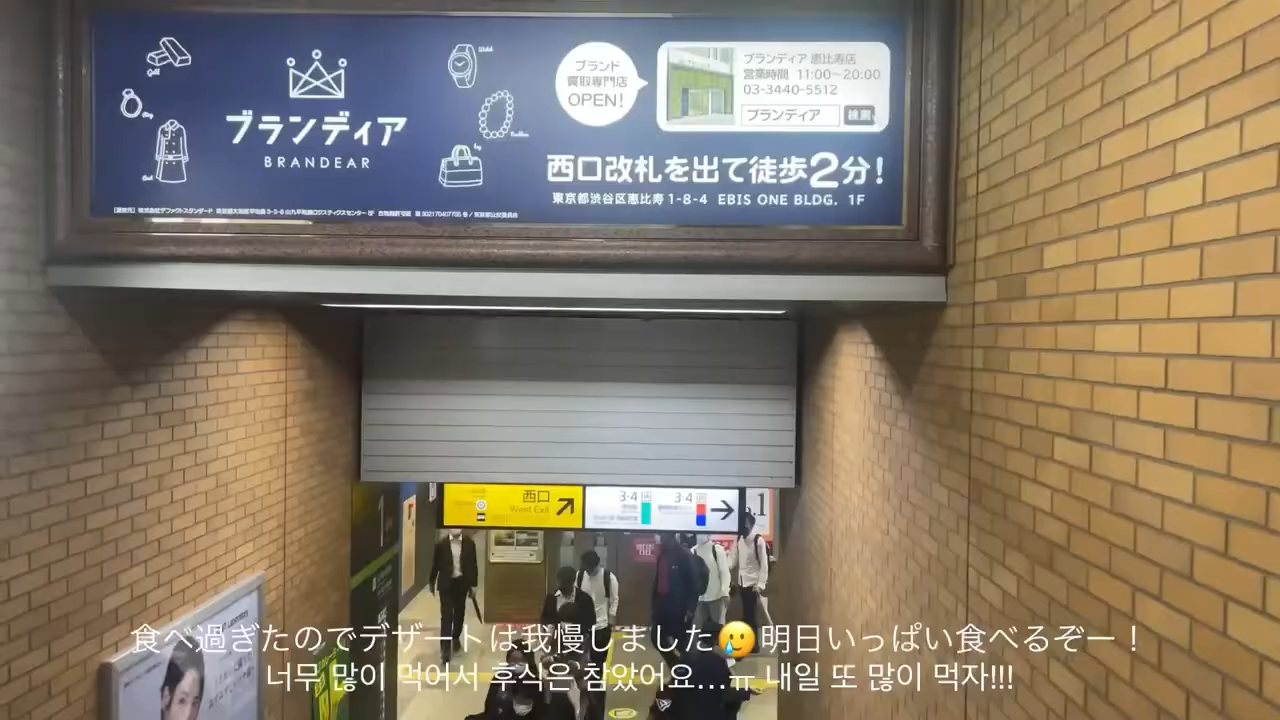 ブランディア
BRANDEAR
ブランド
買取専門店
OPEN!
ブランディア 恵比寿店
営業時間 11:00〜20:00
03-3440-5512
ブランディア 検索
西口改札を出て徒歩2分!
東京都渋谷区恵比寿1-8-4 EBIS ONE BLDG. 1F
西口
West Exit
3·4 3·4
食べ過ぎたのでデザートは我慢しました🥲明日いっぱい食べるぞー！
너무 많이 먹어서 후식은 참았어요...ㅠ 내일 또 많이 먹자!!!